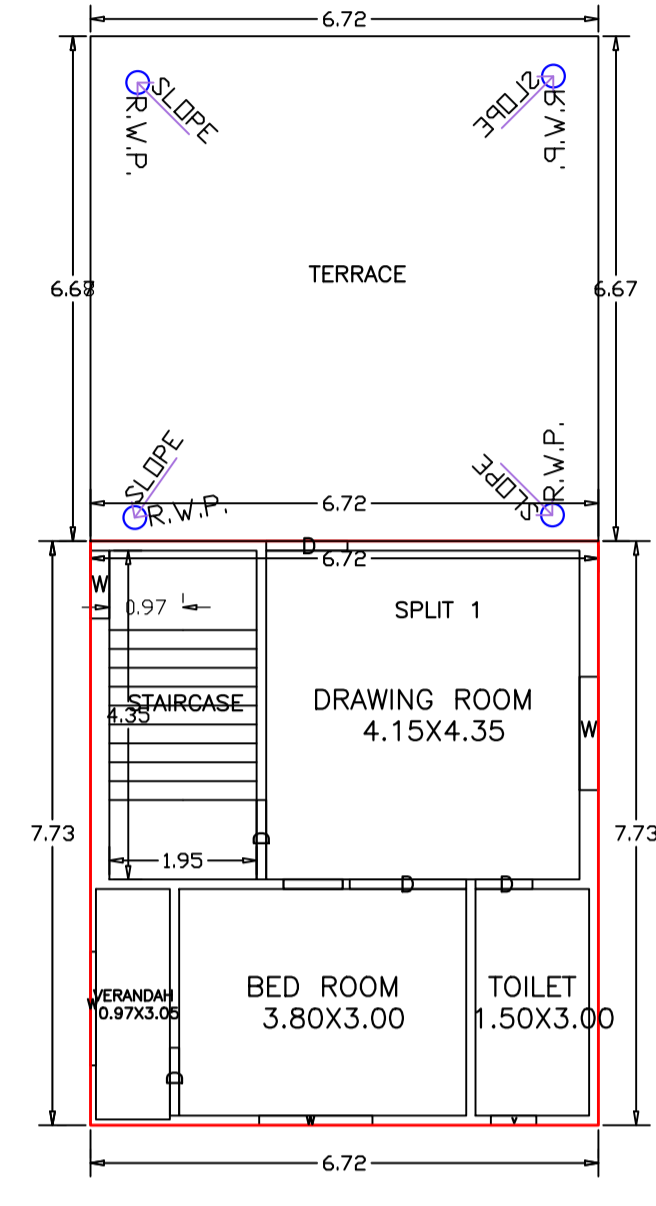 6.72
SLOPE
R.W.P.
SLOPE
R.W.P.
TERRACE
6.68
6.67
SLOPE
R.W.P.
SLOPE
R.W.P.
6.72
D
6.72
W
0.97
SPLIT 1
STAIRCASE
4.35
DRAWING ROOM
4.15X4.35
W
7.73
7.73
D
1.95
D
D
VERANDAH
0.97X3.05
W
BED ROOM
3.80X3.00
TOILET
1.50X3.00
D
W
V
6.72